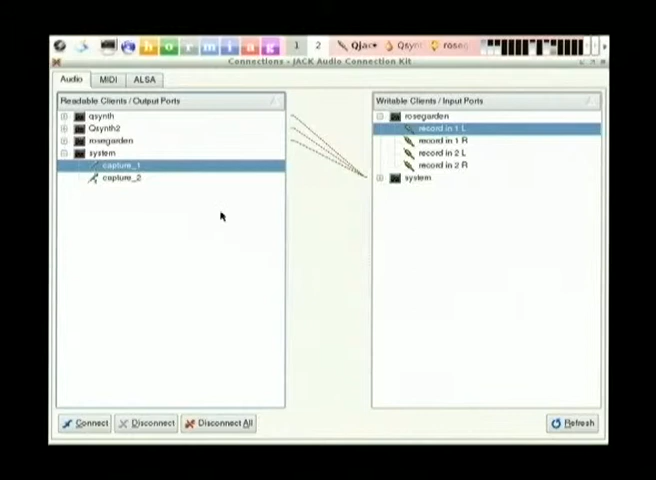 h o r m i a g 1 2 Qjac Qsyn roseg
Connections - JACK Audio Connection Kit
Audio MIDI ALSA
Readable Clients / Output Ports
qsynth
Qsynth2
rosegarden
system
capture_1
capture_2
Writable Clients / Input Ports
rosegarden
record in 1 L
record in 1 R
record in 2 L
record in 2 R
system
Connect Disconnect Disconnect All Refresh